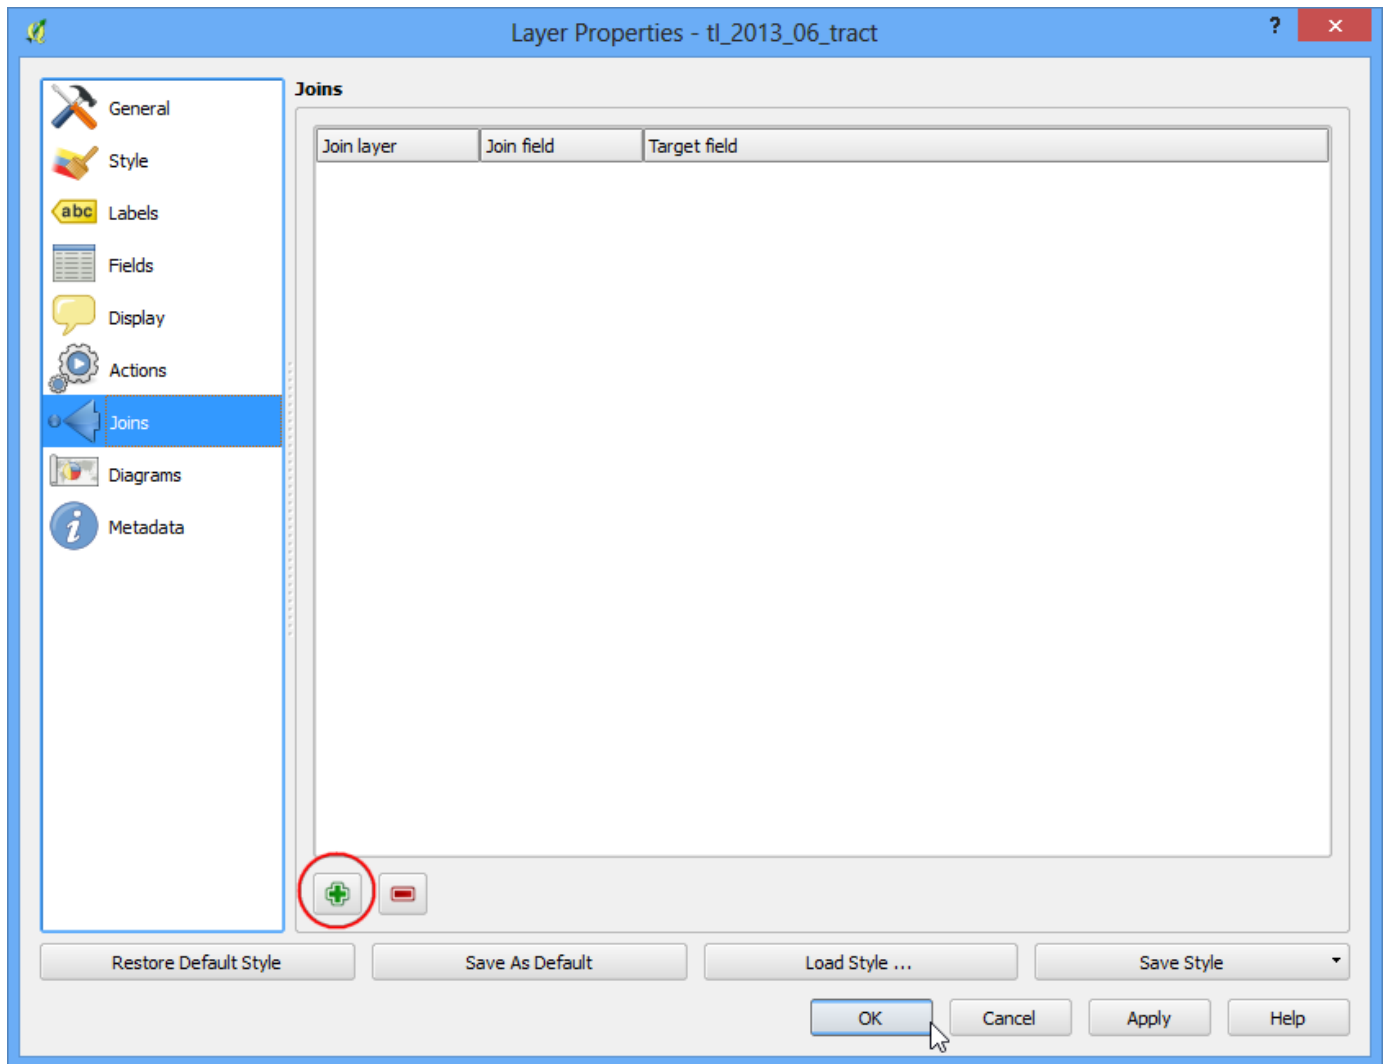 Layer Properties - tl_2013_06_tract
?
General
Style
abc Labels
Fields
Display
Actions
Joins
Diagrams
i Metadata
Joins
Join layer Join field Target field
Restore Default Style Save As Default Load Style ... Save Style
OK Cancel Apply Help